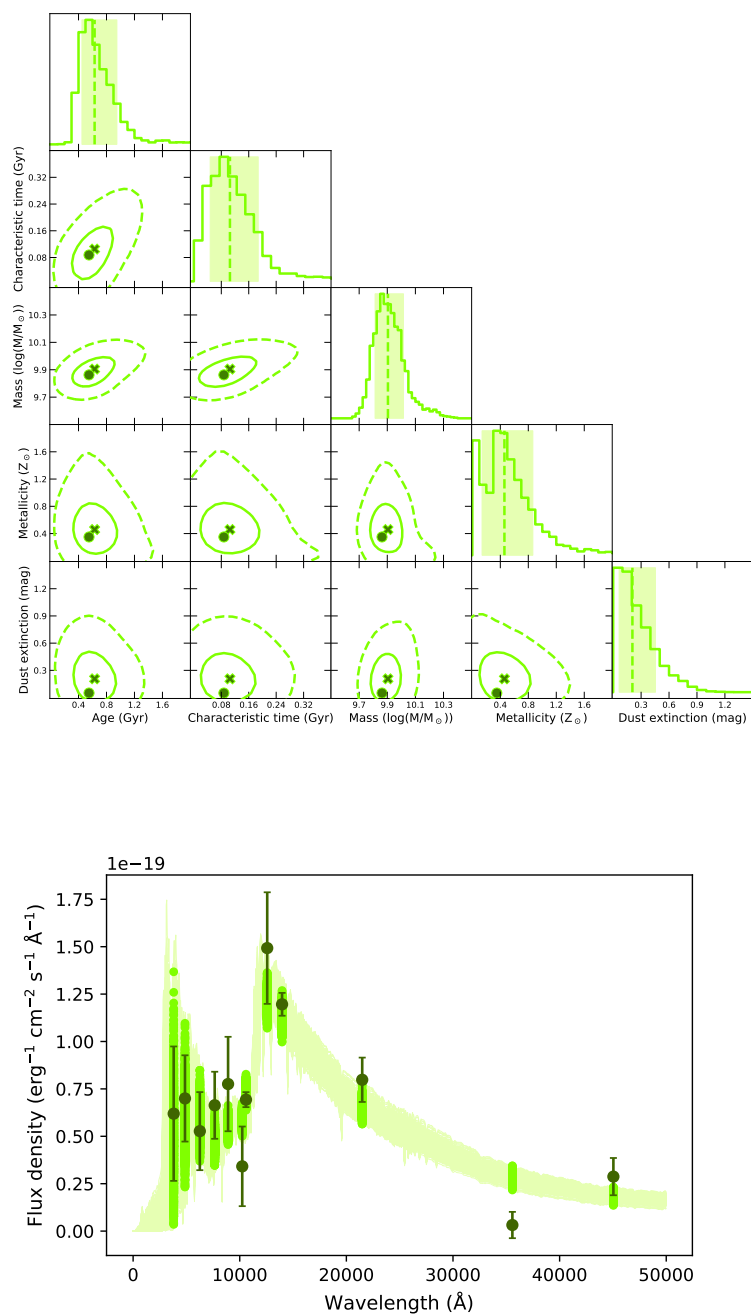 Characteristic time (Gyr)
0.32
0.24
0.16
0.08
Mass (log(M/M⊙))
10.3
10.1
9.9
9.7
Metallicity (Z⊙)
1.6
1.2
0.8
0.4
Dust extinction (mag)
1.2
0.9
0.6
0.3
0.4 0.8 1.2 1.6 0.08 0.16 0.24 0.32 9.7 9.9 10.1 10.3 0.4 0.8 1.2 1.6 0.3 0.6 0.9 1.2
Age (Gyr) Characteristic time (Gyr) Mass (log(M/M⊙)) Metallicity (Z⊙) Dust extinction (mag)
1e−19
Flux density (erg⁻¹ cm⁻² s⁻¹ Å⁻¹)
1.75
1.50
1.25
1.00
0.75
0.50
0.25
0.00
0 10000 20000 30000 40000 50000
Wavelength (Å)